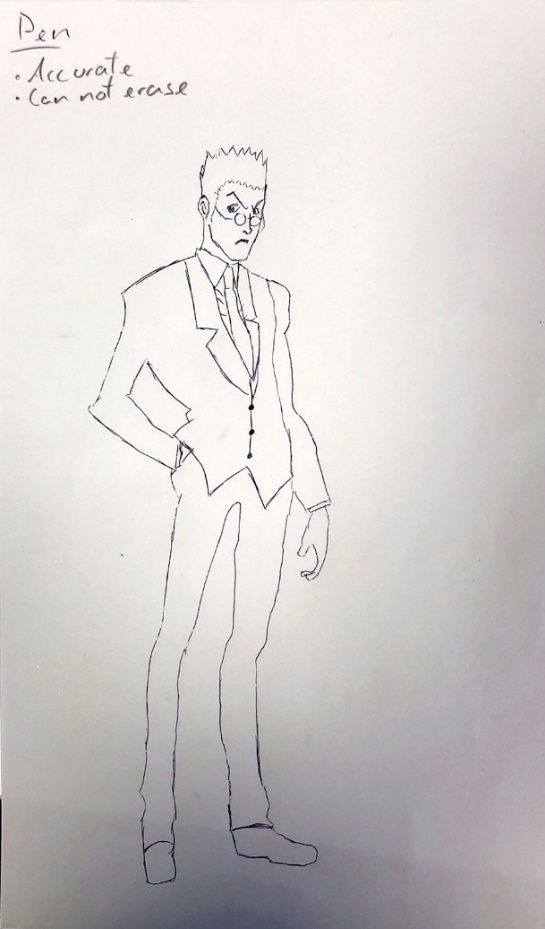 Pen
• Accurate
• Can not erase